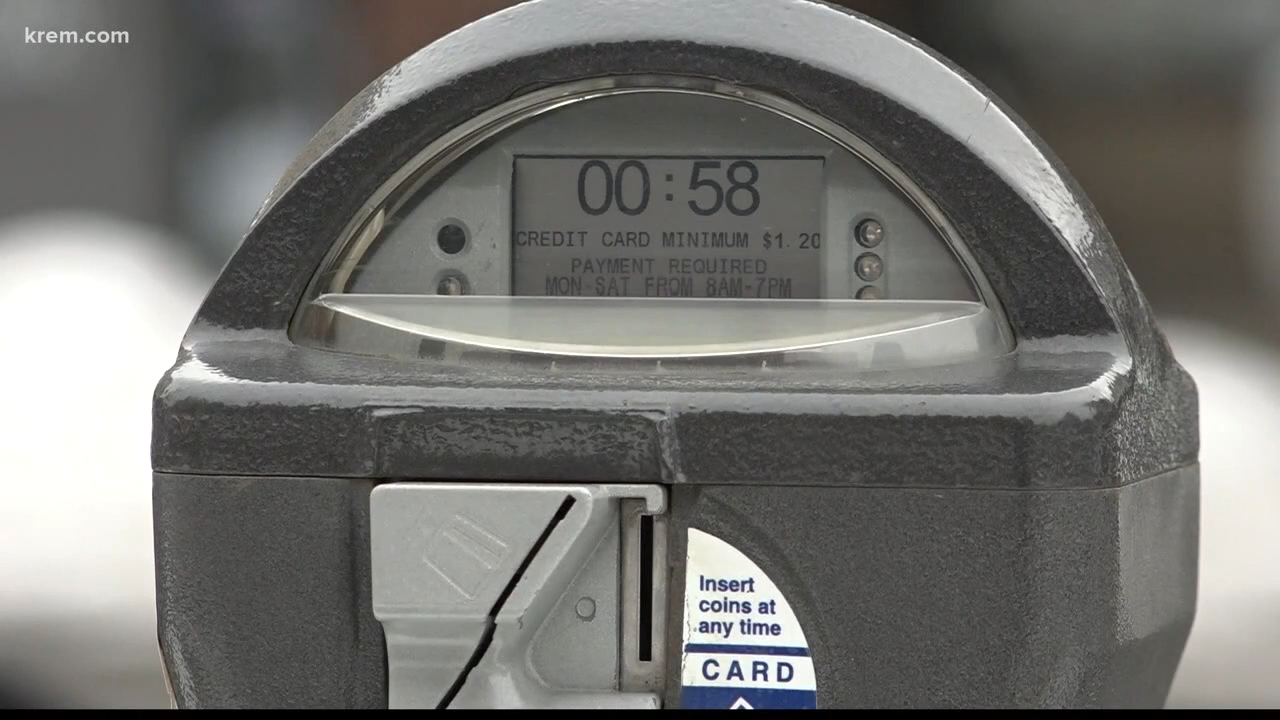 krem.com
00:58
CREDIT CARD MINIMUM $1.20
PAYMENT REQUIRED
MON-SAT FROM 8AM-7PM
Insert
coins at
any time
CARD